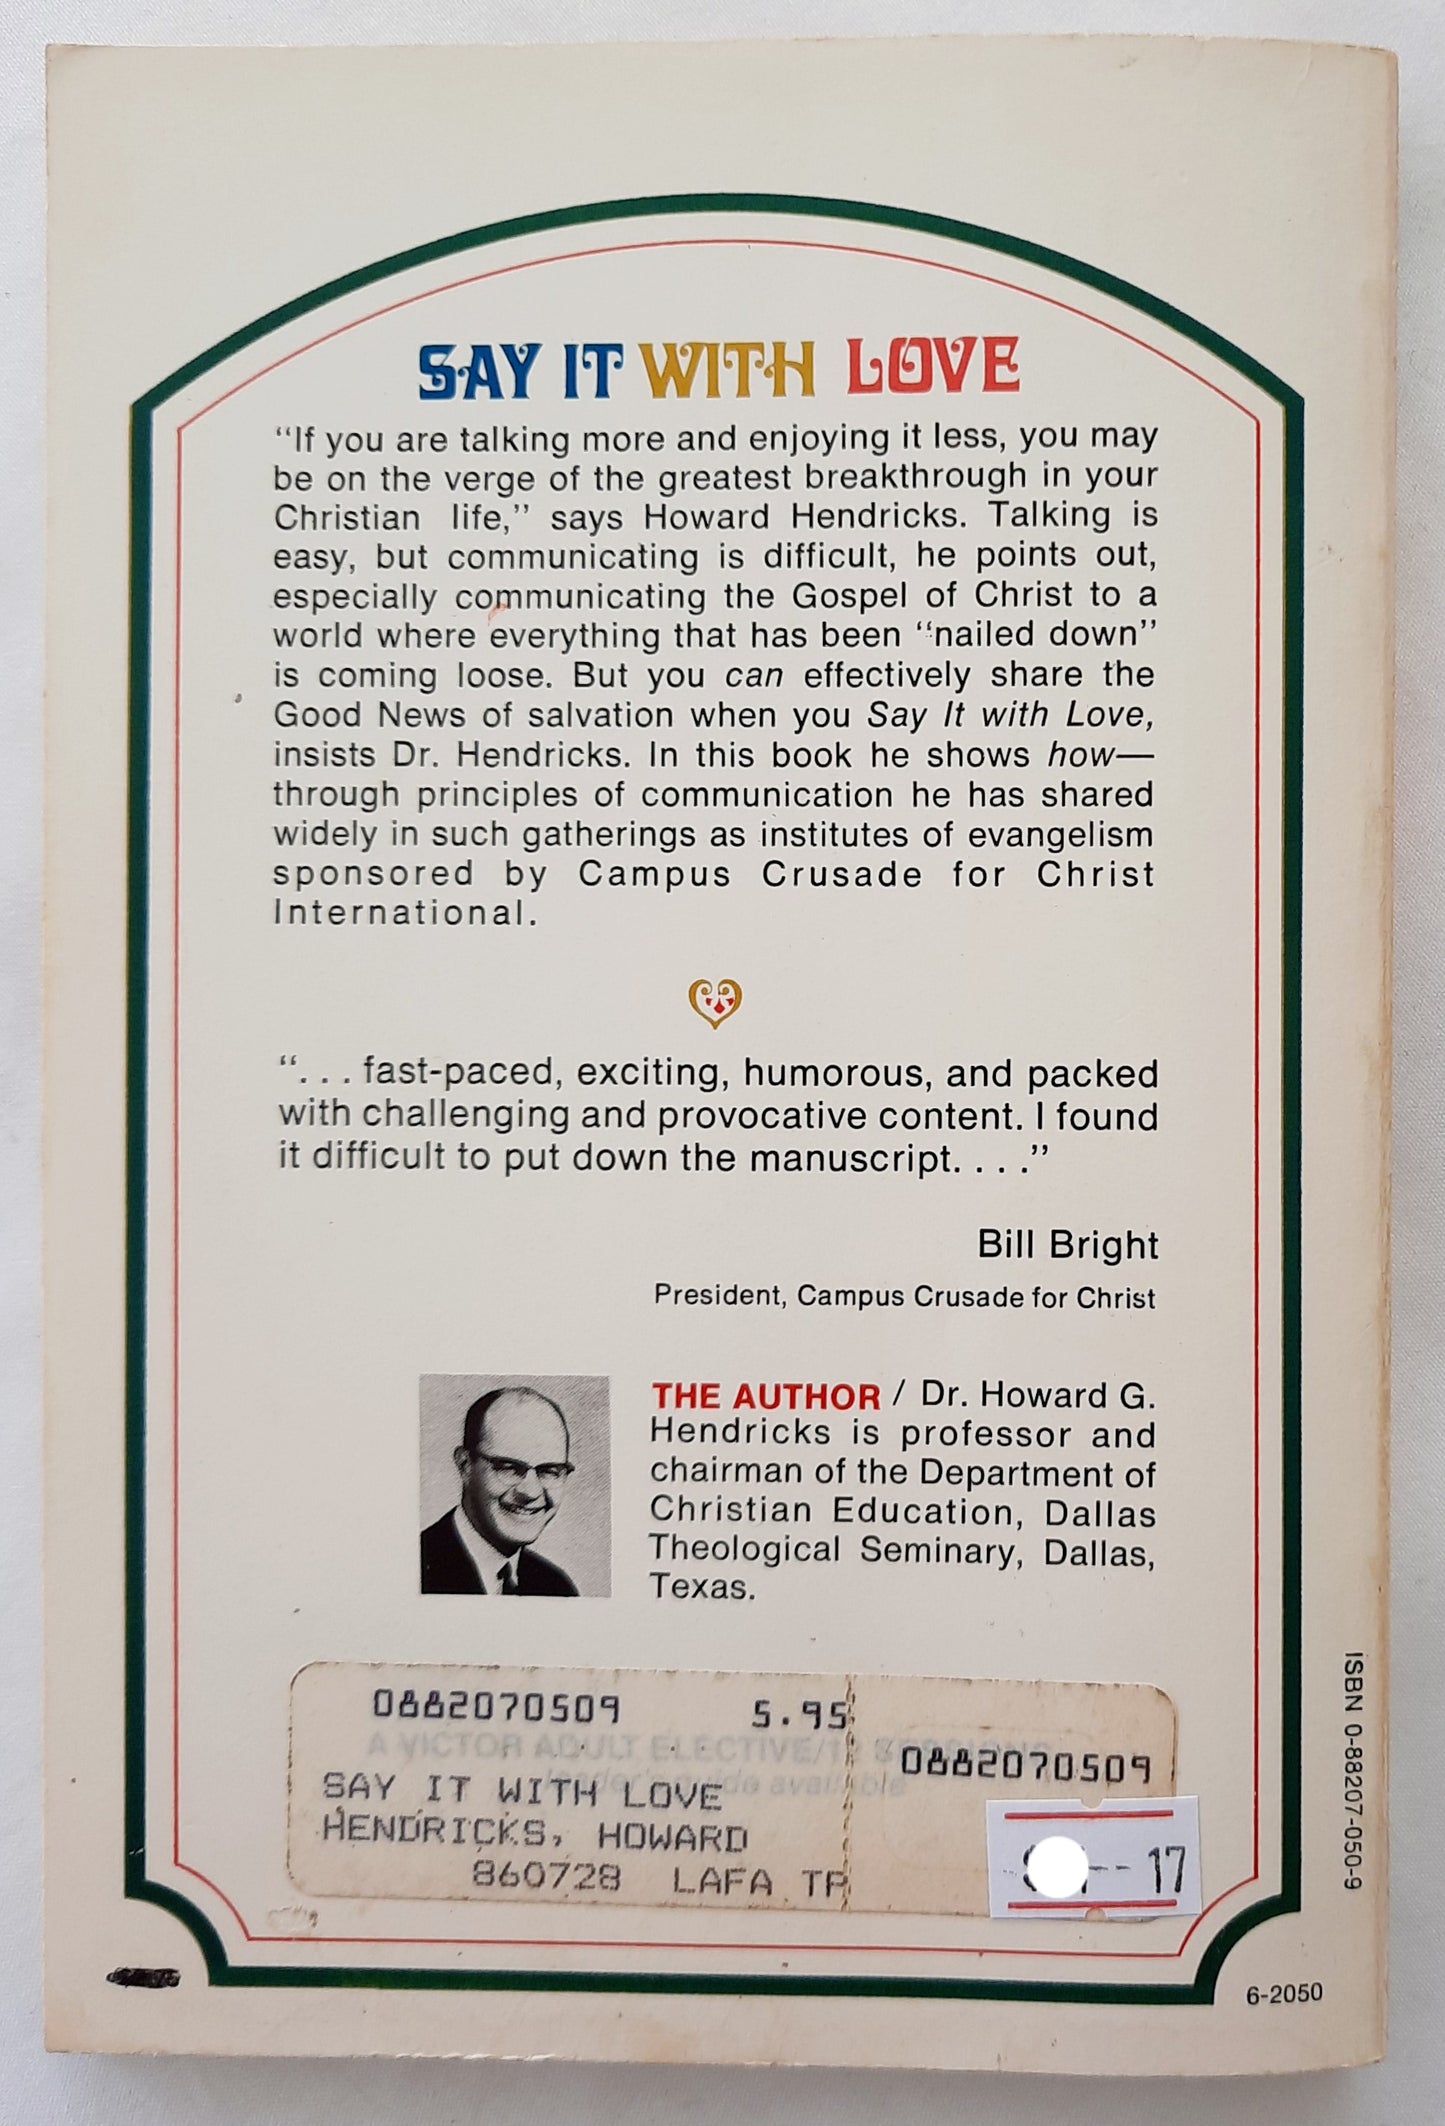 SAY IT WITH LOVE
“If you are talking more and enjoying it less, you may
be on the verge of the greatest breakthrough in your
Christian life,” says Howard Hendricks. Talking is
easy, but communicating is difficult, he points out,
especially communicating the Gospel of Christ to a
world where everything that has been “nailed down”
is coming loose. But you can effectively share the
Good News of salvation when you Say It with Love,
insists Dr. Hendricks. In this book he shows how—
through principles of communication he has shared
widely in such gatherings as institutes of evangelism
sponsored by Campus Crusade for Christ
International.
“. . . fast-paced, exciting, humorous, and packed
with challenging and provocative content. I found
it difficult to put down the manuscript. . . .”
Bill Bright
President, Campus Crusade for Christ
THE AUTHOR / Dr. Howard G.
Hendricks is professor and
chairman of the Department of
Christian Education, Dallas
Theological Seminary, Dallas,
Texas.
0882070509 5.95
A VICTOR ADULT ELECTIVE/12 SESSIONS
leader's guide available
0882070509
SAY IT WITH LOVE
HENDRICKS, HOWARD
860728 LAFA TP
-- 17
ISBN 0-88207-050-9
6-2050